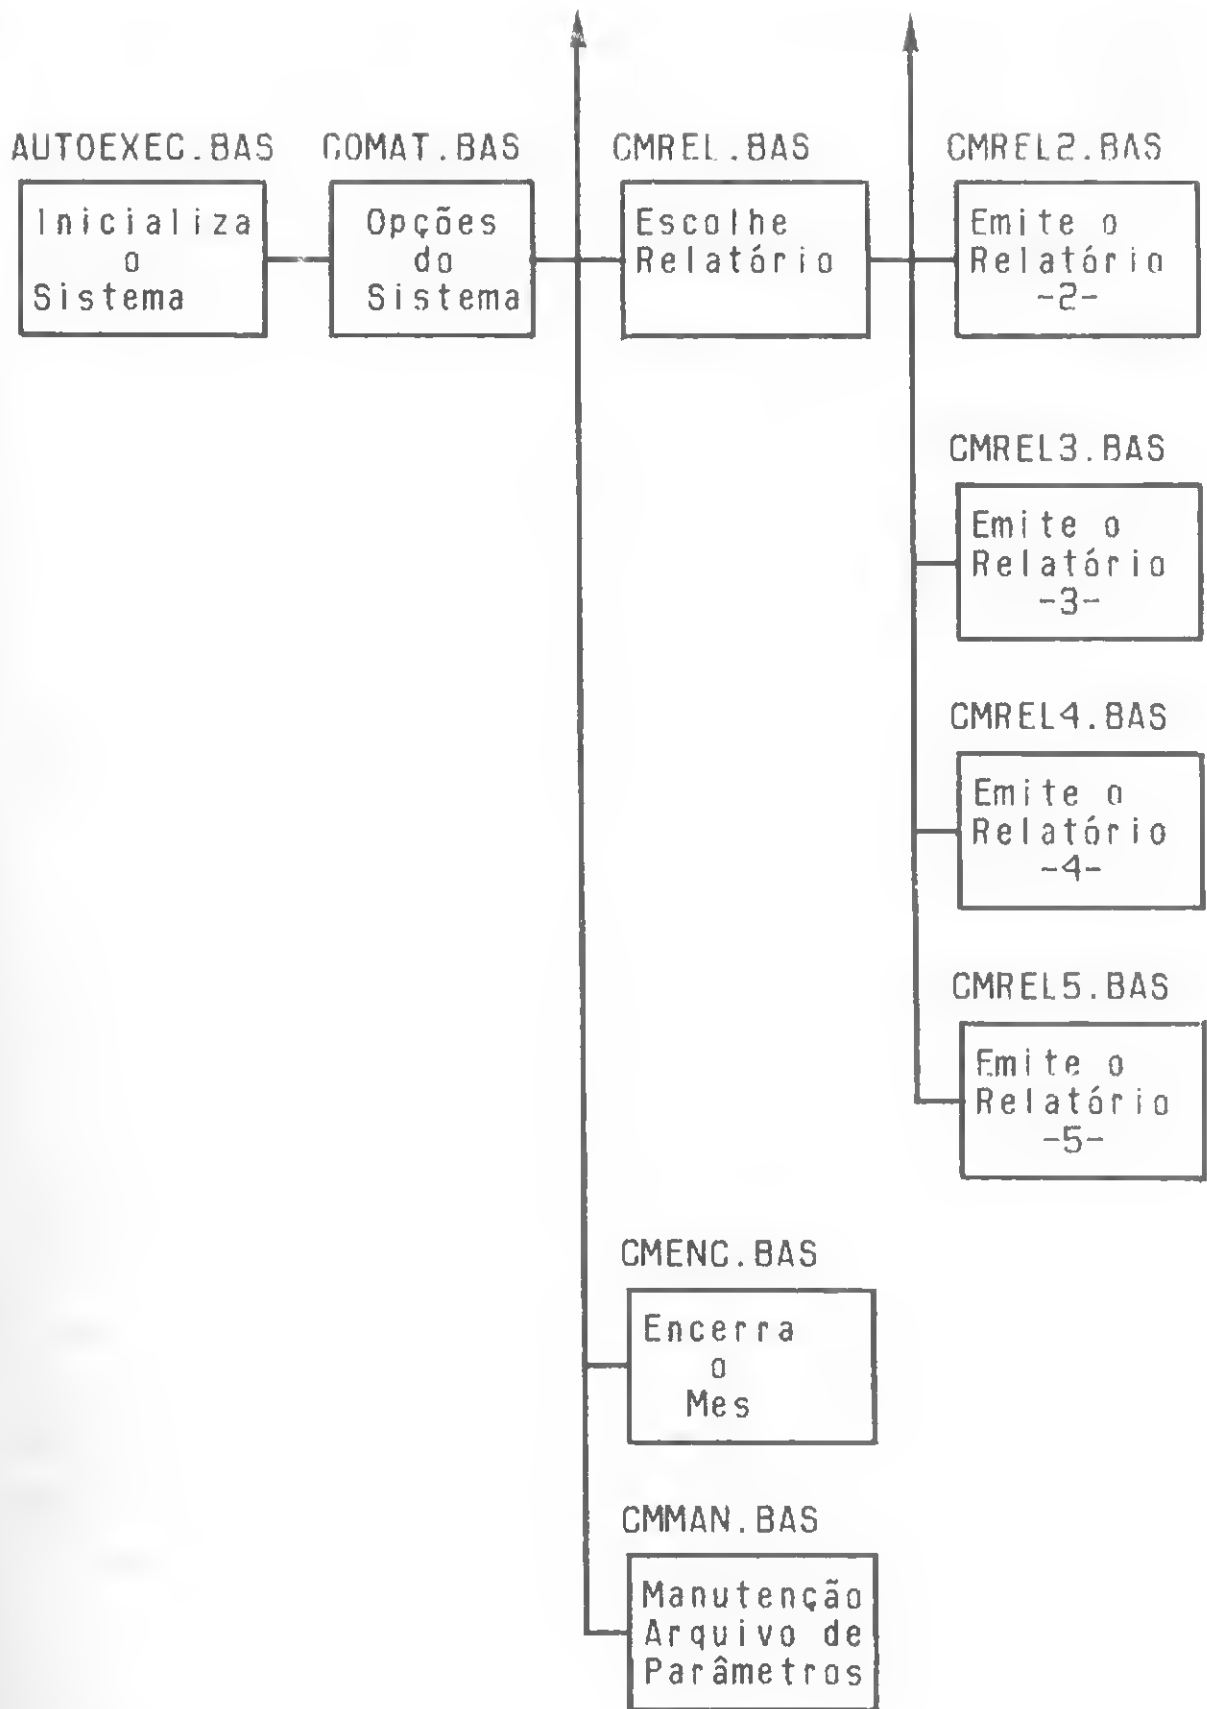 AUTOEXEC.BAS
COMAT.BAS
CMREL.BAS
CMREL2.BAS
Inicializa
o
Sistema
Opções
do
Sistema
Escolhe
Relatório
Emite o
Relatório
-2-
CMREL3.BAS
Emite o
Relatório
-3-
CMREL4.BAS
Emite o
Relatório
-4-
CMREL5.BAS
Emite o
Relatório
-5-
CMENC.BAS
Encerra
o
Mes
CMMAN.BAS
Manutenção
Arquivo de
Parâmetros